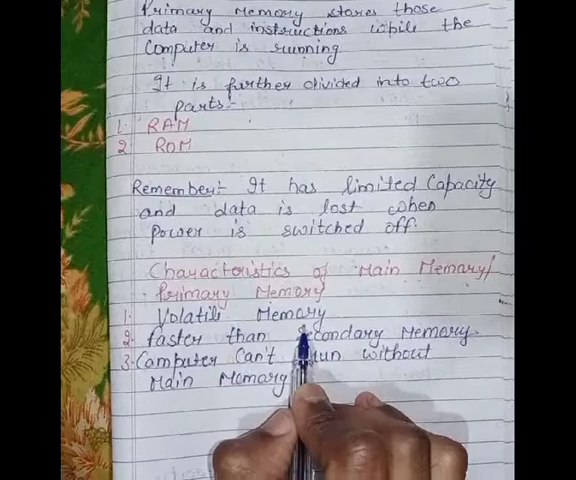 Primary Memory stores those
data and instructions while the
Computer is running
It is further divided into two
parts:-
1. RAM
2. ROM
Remember:- It has limited Capacity
and data is lost when
power is switched off.
Characteristics of Main Memory/
Primary Memory
1. Volatile Memory
2. faster than secondary Memory
3. Computer Can't run without
Main Memory